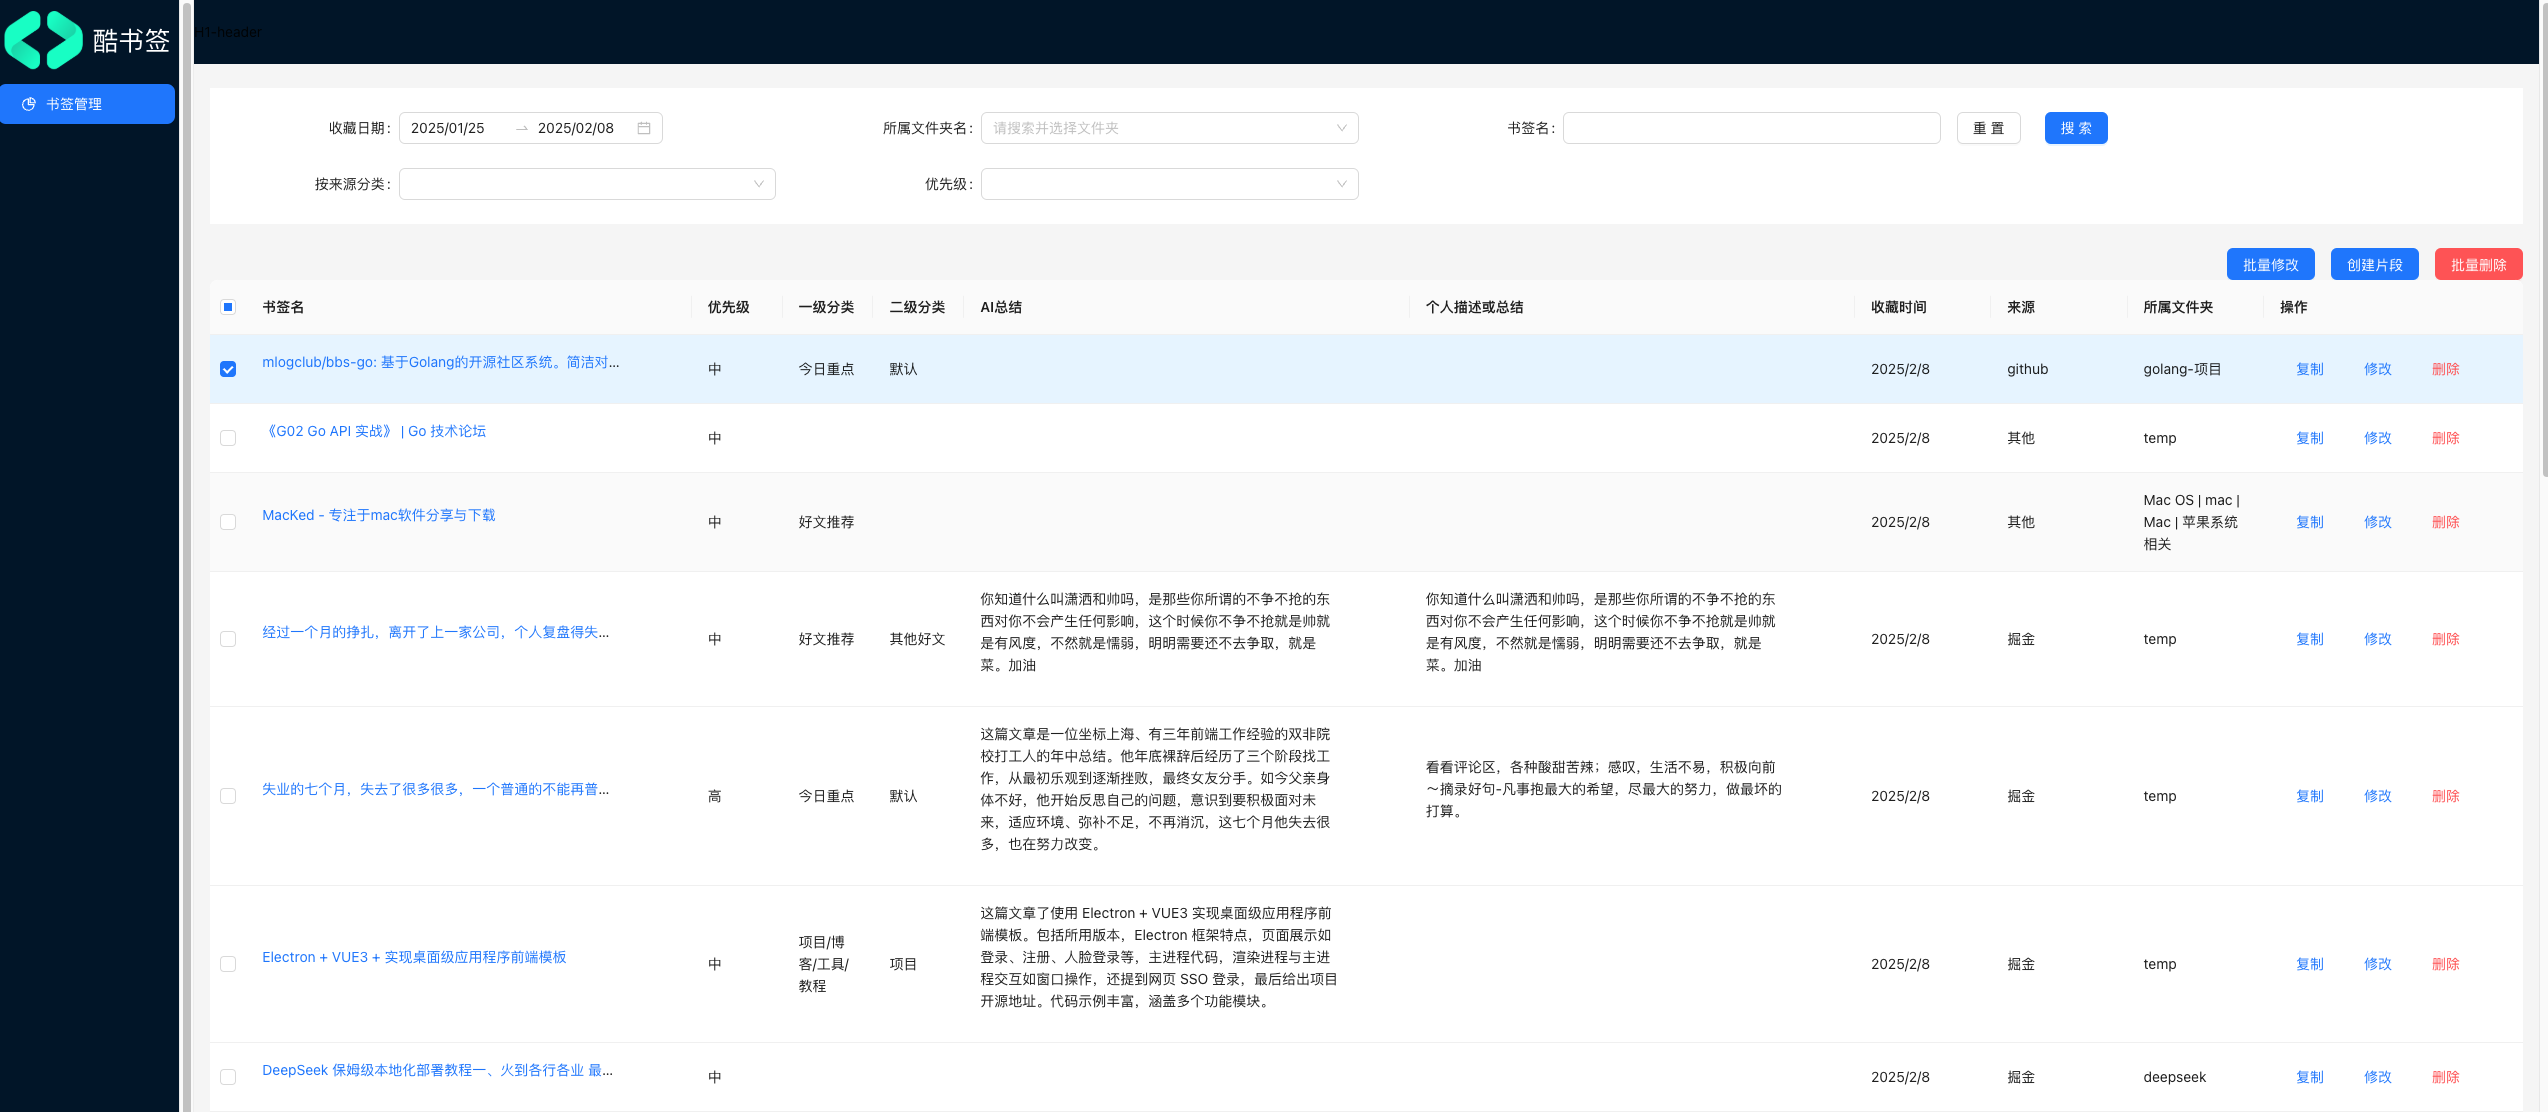 酷书签
H1-header
书签管理
收藏日期: 2025/01/25 → 2025/02/08
所属文件夹名: 请搜索并选择文件夹
书签名:
重 置
搜 索
按来源分类:
优先级:
批量修改
创建片段
批量删除
书签名 优先级 一级分类 二级分类 AI总结 个人描述或总结 收藏时间 来源 所属文件夹 操作
mlogclub/bbs-go: 基于Golang的开源社区系统。简洁对...
中 今日重点 默认 2025/2/8 github golang-项目 复制 修改 删除
《G02 Go API 实战》 | Go 技术论坛
中 2025/2/8 其他 temp 复制 修改 删除
MacKed - 专注于mac软件分享与下载
中 好文推荐 2025/2/8 其他
Mac OS | mac |
Mac | 苹果系统
相关
复制 修改 删除
经过一个月的挣扎，离开了上一家公司，个人复盘得失...
中 好文推荐 其他好文
你知道什么叫潇洒和帅吗，是那些你所谓的不争不抢的东
西对你不会产生任何影响，这个时候你不争不抢就是帅就
是有风度，不然就是懦弱，明明需要还不去争取，就是
菜。加油
你知道什么叫潇洒和帅吗，是那些你所谓的不争不抢的东
西对你不会产生任何影响，这个时候你不争不抢就是帅就
是有风度，不然就是懦弱，明明需要还不去争取，就是
菜。加油
2025/2/8 掘金 temp 复制 修改 删除
失业的七个月，失去了很多很多，一个普通的不能再普...
高 今日重点 默认
这篇文章是一位坐标上海、有三年前端工作经验的双非院
校打工人的年中总结。他年底裸辞后经历了三个阶段找工
作，从最初乐观到逐渐挫败，最终女友分手。如今父亲身
体不好，他开始反思自己的问题，意识到要积极面对未
来，适应环境、弥补不足，不再消沉，这七个月他失去很
多，也在努力改变。
看看评论区，各种酸甜苦辣；感叹，生活不易，积极向前
～摘录好句-凡事抱最大的希望，尽最大的努力，做最坏的
打算。
2025/2/8 掘金 temp 复制 修改 删除
Electron + VUE3 + 实现桌面级应用程序前端模板
中
项目/博
客/工具/
教程
项目
这篇文章了使用 Electron + VUE3 实现桌面级应用程序前
端模板。包括所用版本，Electron 框架特点，页面展示如
登录、注册、人脸登录等，主进程代码，渲染进程与主进
程交互如窗口操作，还提到网页 SSO 登录，最后给出项目
开源地址。代码示例丰富，涵盖多个功能模块。
2025/2/8 掘金 temp 复制 修改 删除
DeepSeek 保姆级本地化部署教程一、火到各行各业 最...
中 2025/2/8 掘金 deepseek 复制 修改 删除